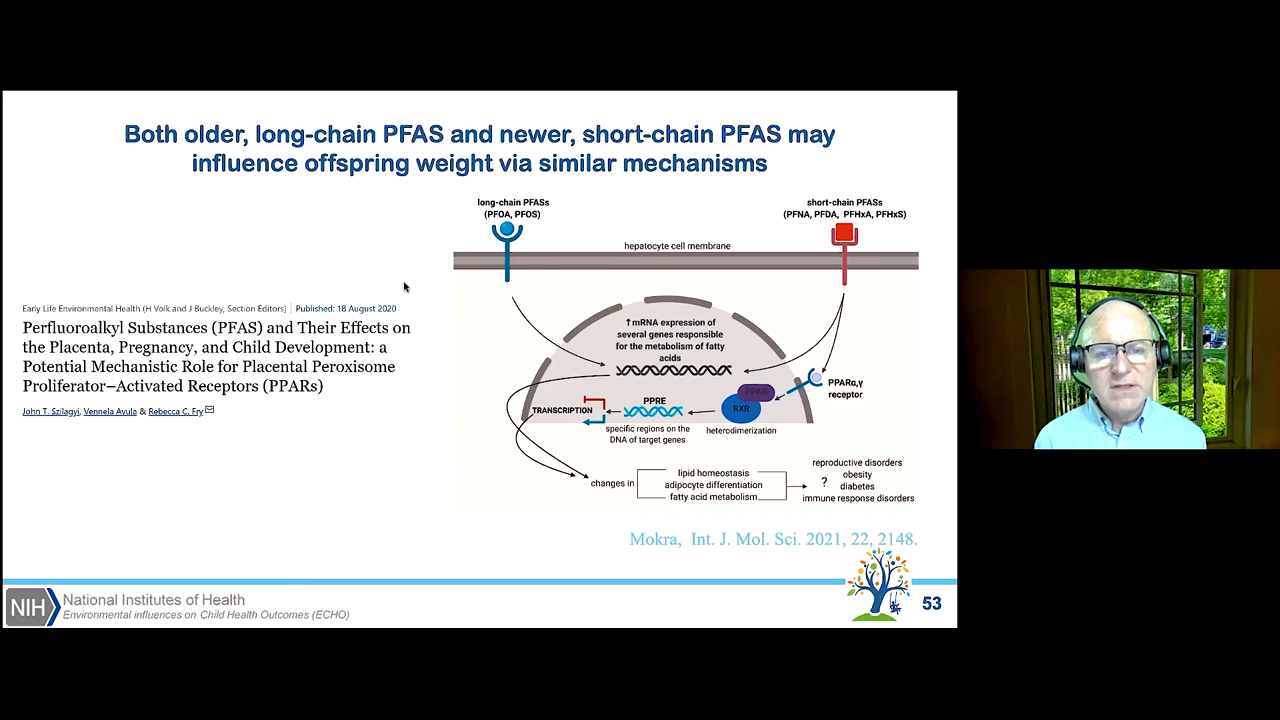 Both older, long-chain PFAS and newer, short-chain PFAS may
influence offspring weight via similar mechanisms
Early Life Environmental Health (H Volk and J Buckley, Section Editors) | Published: 18 August 2020
Perfluoroalkyl Substances (PFAS) and Their Effects on
the Placenta, Pregnancy, and Child Development: a
Potential Mechanistic Role for Placental Peroxisome
Proliferator–Activated Receptors (PPARs)
John T. Szilagyi, Vennela Avula & Rebecca C. Fry
long-chain PFASs
(PFOA, PFOS)
short-chain PFASs
(PFNA, PFDA, PFHxA, PFHxS)
hepatocyte cell membrane
↑mRNA expression of
several genes responsible
for the metabolism of fatty
acids
PPARα,γ
receptor
PPAR
RXR
heterodimerization
PPRE
specific regions on the
DNA of target genes
TRANSCRIPTION
changes in
lipid homeostasis
adipocyte differentiation
fatty acid metabolism
?
reproductive disorders
obesity
diabetes
immune response disorders
Mokra, Int. J. Mol. Sci. 2021, 22, 2148.
NIH
National Institutes of Health
Environmental influences on Child Health Outcomes (ECHO)
53